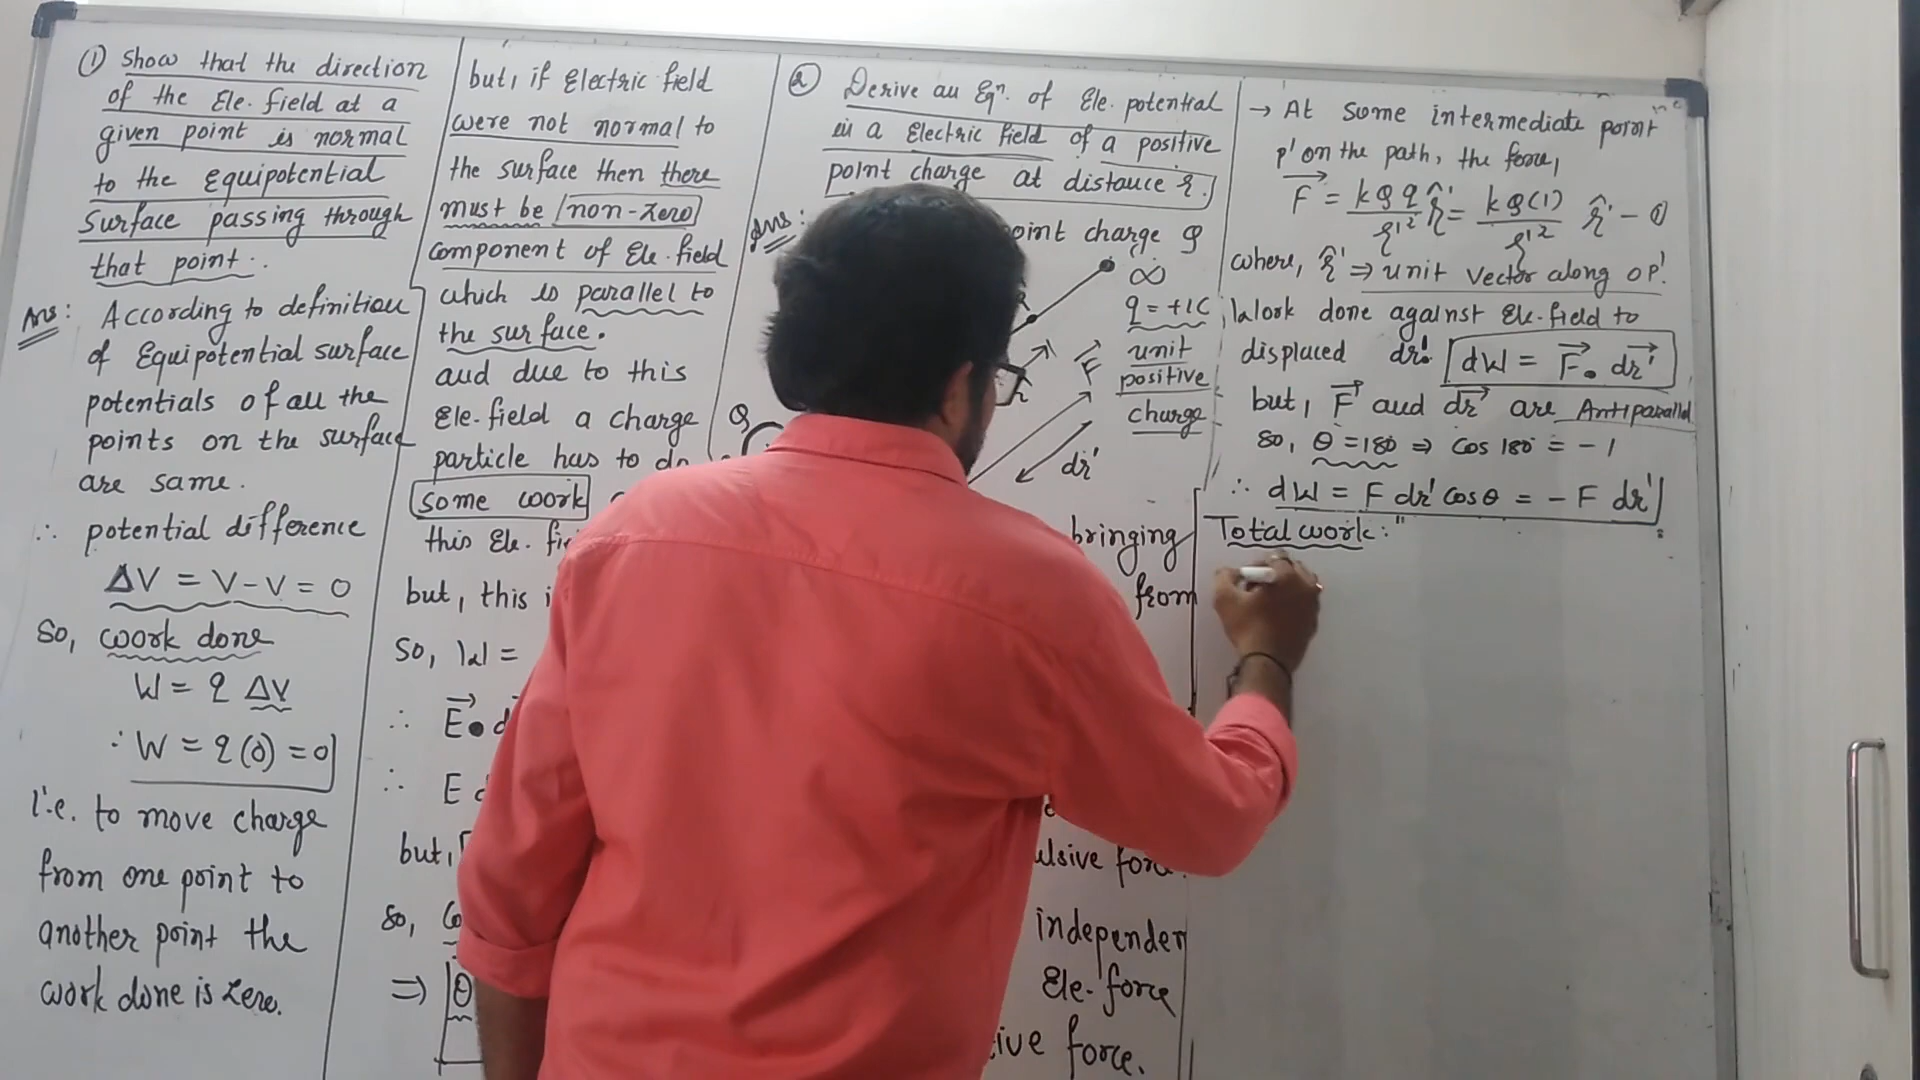 ① Show that the direction
of the Ele. field at a
given point is normal
to the Equipotential
Surface passing through
that point.
Ans: According to definition
of Equipotential surface
potentials of all the
points on the surface
are same.
∴ potential difference
ΔV = V - V = 0
So, work done
W = q ΔV
∴ W = q(0) = 0
i.e. to move charge
from one point to
another point the
work done is zero.
but, if Electric field
were not normal to
the surface then there
must be non-zero
component of Ele. field
which is parallel to
the surface.
and due to this
Ele. field a charge
particle has to do
some work
this Ele.
but, this
So, W =
∴ E⃗ •
∴ E
but,
so,
⇒ θ
② Derive an Eqn. of Ele. potential
in a Electric field of a positive
point charge at distance r.
Ans:
point charge Q
∞
q = +1C
unit
positive
charge
F⃗
r
Q
dr'
bringing
from
force
independen
Ele. force
force.
→ At some intermediate point
p' on the path, the force,
F⃗ = kQq/r'² r̂' = kQ(1)/r'² r̂' - ①
where, r̂' ⇒ unit vector along OP'.
Work done against Ele. field to
displaced dr'. dW = F⃗ • dr⃗'
but, F⃗ and dr⃗' are Antiparallel
so, θ = 180 ⇒ cos 180 = -1
∴ dW = F dr' cosθ = - F dr'
Total work:"